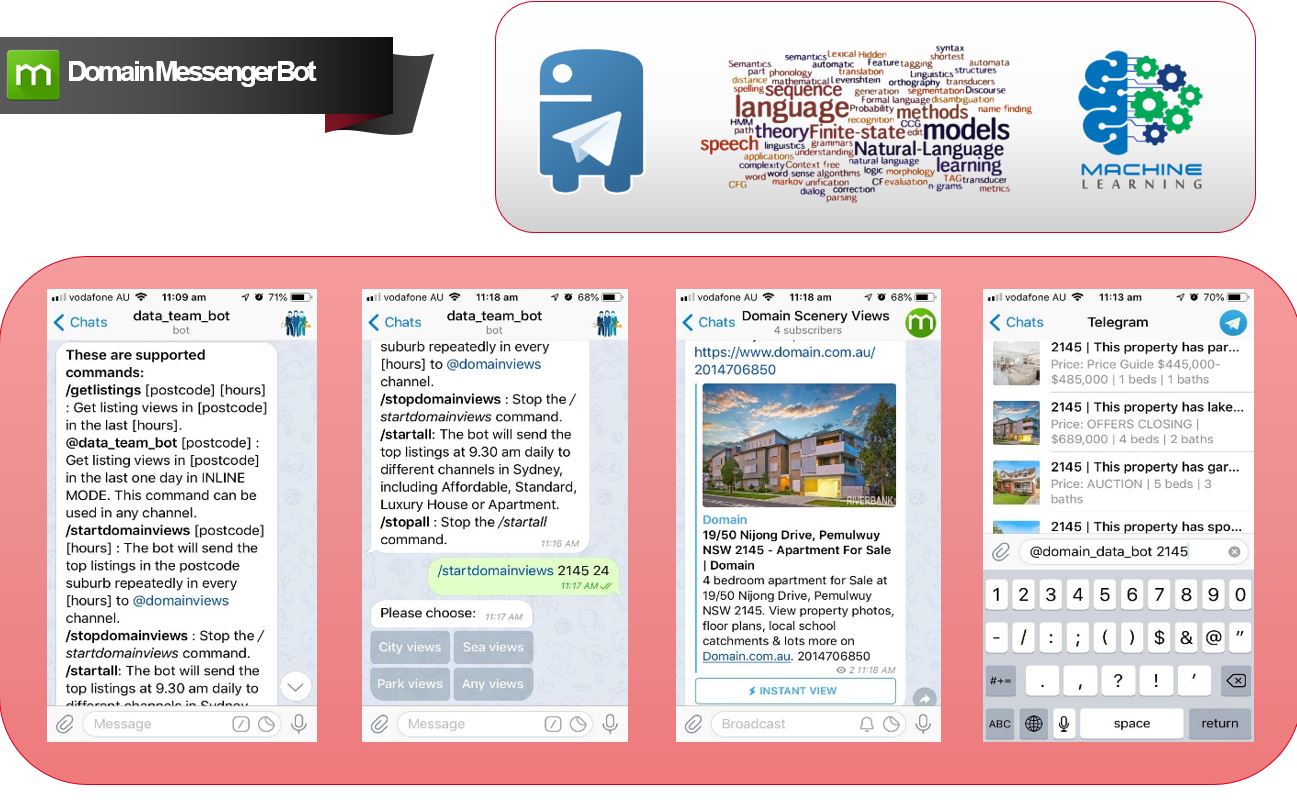 m DomainMessengerBot
syntax
semantics Lexical Hidden shortest
Semantics automatic Feature tagging automata
part phonology translation Linguistics structures
distance mathematical Levenshtein orthography transducers
spelling sequence generation segmentation Discourse
language Formal language disambiguation
Probability methods name finding
HMM recognition CCG
path theory Finite-state edit models
speech linguistics grammars
applications understanding Natural-Language
complexity Context free natural language learning
word word sense algorithms logic morphology TAG transducer
CFG markov unification CF evaluation n-grams metrics
dialog correction
parsing
MACHINE
LEARNING
vodafone AU 11:09 am 71%
Chats data_team_bot
bot
These are supported
commands:
/getlistings [postcode] [hours]
: Get listing views in [postcode]
in the last [hours].
@data_team_bot [postcode] :
Get listing views in [postcode]
in the last one day in INLINE
MODE. This command can be
used in any channel.
/startdomainviews [postcode]
[hours] : The bot will send the
top listings in the postcode
suburb repeatedly in every
[hours] to @domainviews
channel.
/stopdomainviews : Stop the /
startdomainviews command.
/startall: The bot will send the
top listings at 9.30 am daily to
different channels in Sydney,
Message
vodafone AU 11:18 am 68%
Chats data_team_bot
bot
suburb repeatedly in every
[hours] to @domainviews
channel.
/stopdomainviews : Stop the /
startdomainviews command.
/startall: The bot will send the
top listings at 9.30 am daily to
different channels in Sydney,
including Affordable, Standard,
Luxury House or Apartment.
/stopall : Stop the /startall
command.
11:16 AM
/startdomainviews 2145 24
11:17 AM
Please choose: 11:17 AM
City views Sea views
Park views Any views
Message
vodafone AU 11:18 am 68%
Chats Domain Scenery Views
4 subscribers
m
https://www.domain.com.au/
2014706850
RIVERBANK
Domain
19/50 Nijong Drive, Pemulwuy
NSW 2145 - Apartment For Sale
| Domain
4 bedroom apartment for Sale at
19/50 Nijong Drive, Pemulwuy
NSW 2145. View property photos,
floor plans, local school
catchments & lots more on
Domain.com.au. 2014706850
2 11:18 AM
INSTANT VIEW
Broadcast
vodafone AU 11:13 am 70%
Chats Telegram
2145 | This property has par...
Price: Price Guide $445,000-
$485,000 | 1 beds | 1 baths
2145 | This property has lake...
Price: OFFERS CLOSING |
$689,000 | 4 beds | 2 baths
2145 | This property has gar...
Price: AUCTION | 5 beds | 3
baths
2145 | This property has spo...
@domain_data_bot 2145
1 2 3 4 5 6 7 8 9 0
- / : ; ( ) $ & @ "
#+= . , ? ! '
ABC space return